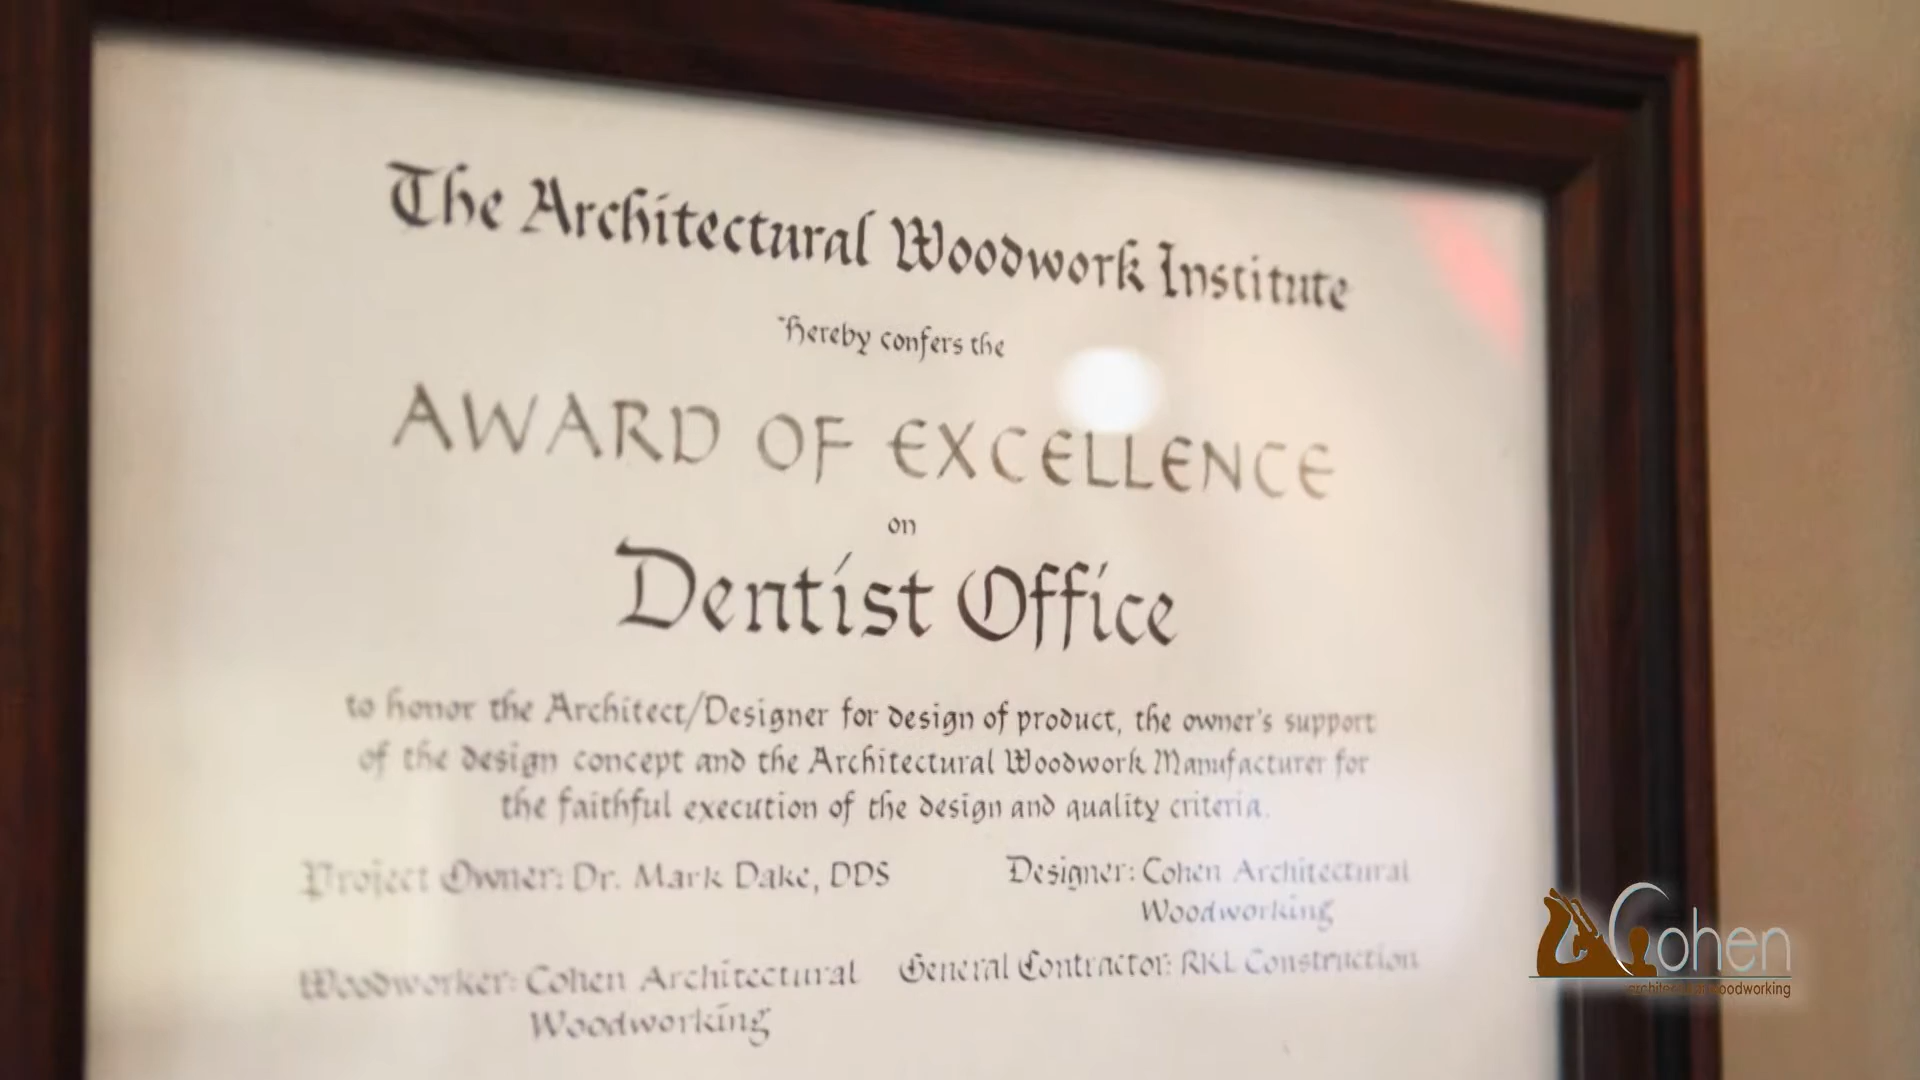 The Architectural Woodwork Institute
Hereby confers the
AWARD OF EXCELLENCE
on
Dentist Office
to honor the Architect/Designer for design of product, the owner's support
of the design concept and the Architectural Woodwork Manufacturer for
the faithful execution of the design and quality criteria.
Project Owner: Dr. Mark Dake, DDS
Designer: Cohen Architectural
Woodworking
Woodworker: Cohen Architectural
Woodworking
General Contractor: RKL Construction
Cohen
architectural woodworking